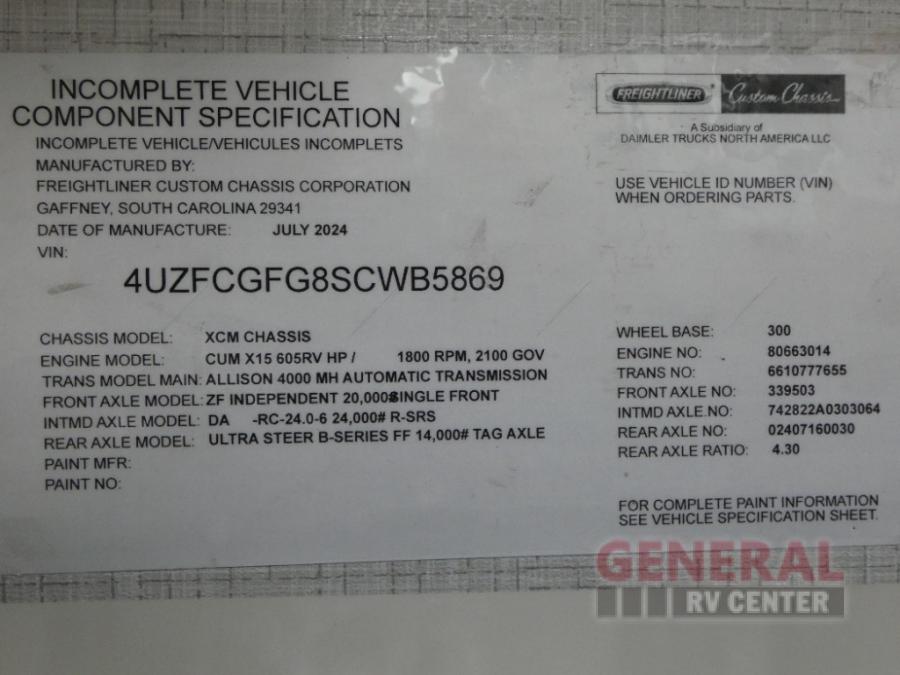 INCOMPLETE VEHICLE
COMPONENT SPECIFICATION
INCOMPLETE VEHICLE/VEHICULES INCOMPLETS
MANUFACTURED BY:
FREIGHTLINER CUSTOM CHASSIS CORPORATION
GAFFNEY, SOUTH CAROLINA 29341
DATE OF MANUFACTURE: JULY 2024
VIN:
4UZFCGFG8SCWB5869
FREIGHTLINER Custom Chassis
A Subsidiary of
DAIMLER TRUCKS NORTH AMERICA LLC
USE VEHICLE ID NUMBER (VIN)
WHEN ORDERING PARTS.
CHASSIS MODEL: XCM CHASSIS
ENGINE MODEL: CUM X15 605RV HP / 1800 RPM, 2100 GOV
TRANS MODEL MAIN: ALLISON 4000 MH AUTOMATIC TRANSMISSION
FRONT AXLE MODEL: ZF INDEPENDENT 20,000# SINGLE FRONT
INTMD AXLE MODEL: DA -RC-24.0-6 24,000# R-SRS
REAR AXLE MODEL: ULTRA STEER B-SERIES FF 14,000# TAG AXLE
PAINT MFR:
PAINT NO:
WHEEL BASE: 300
ENGINE NO: 80663014
TRANS NO: 6610777655
FRONT AXLE NO: 339503
INTMD AXLE.NO: 742822A0303064
REAR AXLE NO: 02407160030
REAR AXLE RATIO: 4.30
FOR COMPLETE PAINT INFORMATION
SEE VEHICLE SPECIFICATION SHEET.
GENERAL
RV CENTER